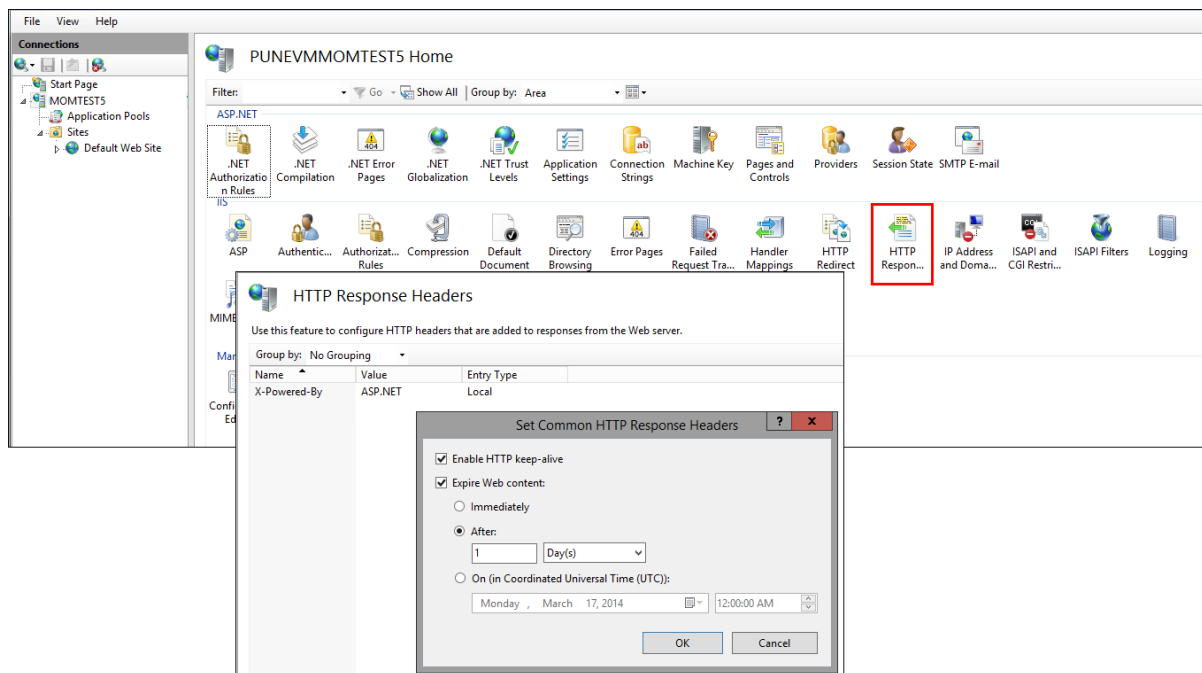 File View Help
Connections
Start Page
MOMTEST5
Application Pools
Sites
Default Web Site
PUNEVMMOMTEST5 Home
Filter: Go Show All Group by: Area
ASP.NET
.NET Authorizatio n Rules
.NET Compilation
.NET Error Pages
.NET Globalization
.NET Trust Levels
Application Settings
Connection Strings
Machine Key
Pages and Controls
Providers
Session State
SMTP E-mail
IIS
ASP
Authentic...
Authorizat... Rules
Compression
Default Document
Directory Browsing
Error Pages
Failed Request Tra...
Handler Mappings
HTTP Redirect
HTTP Respon...
IP Address and Doma...
ISAPI and CGI Restri...
ISAPI Filters
Logging
MIME
Mar
Confi
Ed
HTTP Response Headers
Use this feature to configure HTTP headers that are added to responses from the Web server.
Group by: No Grouping
Name Value Entry Type
X-Powered-By ASP.NET Local
Set Common HTTP Response Headers ? x
Enable HTTP keep-alive
Expire Web content:
Immediately
After:
1 Day(s)
On (in Coordinated Universal Time (UTC)):
Monday , March 17, 2014 12:00:00 AM
OK Cancel